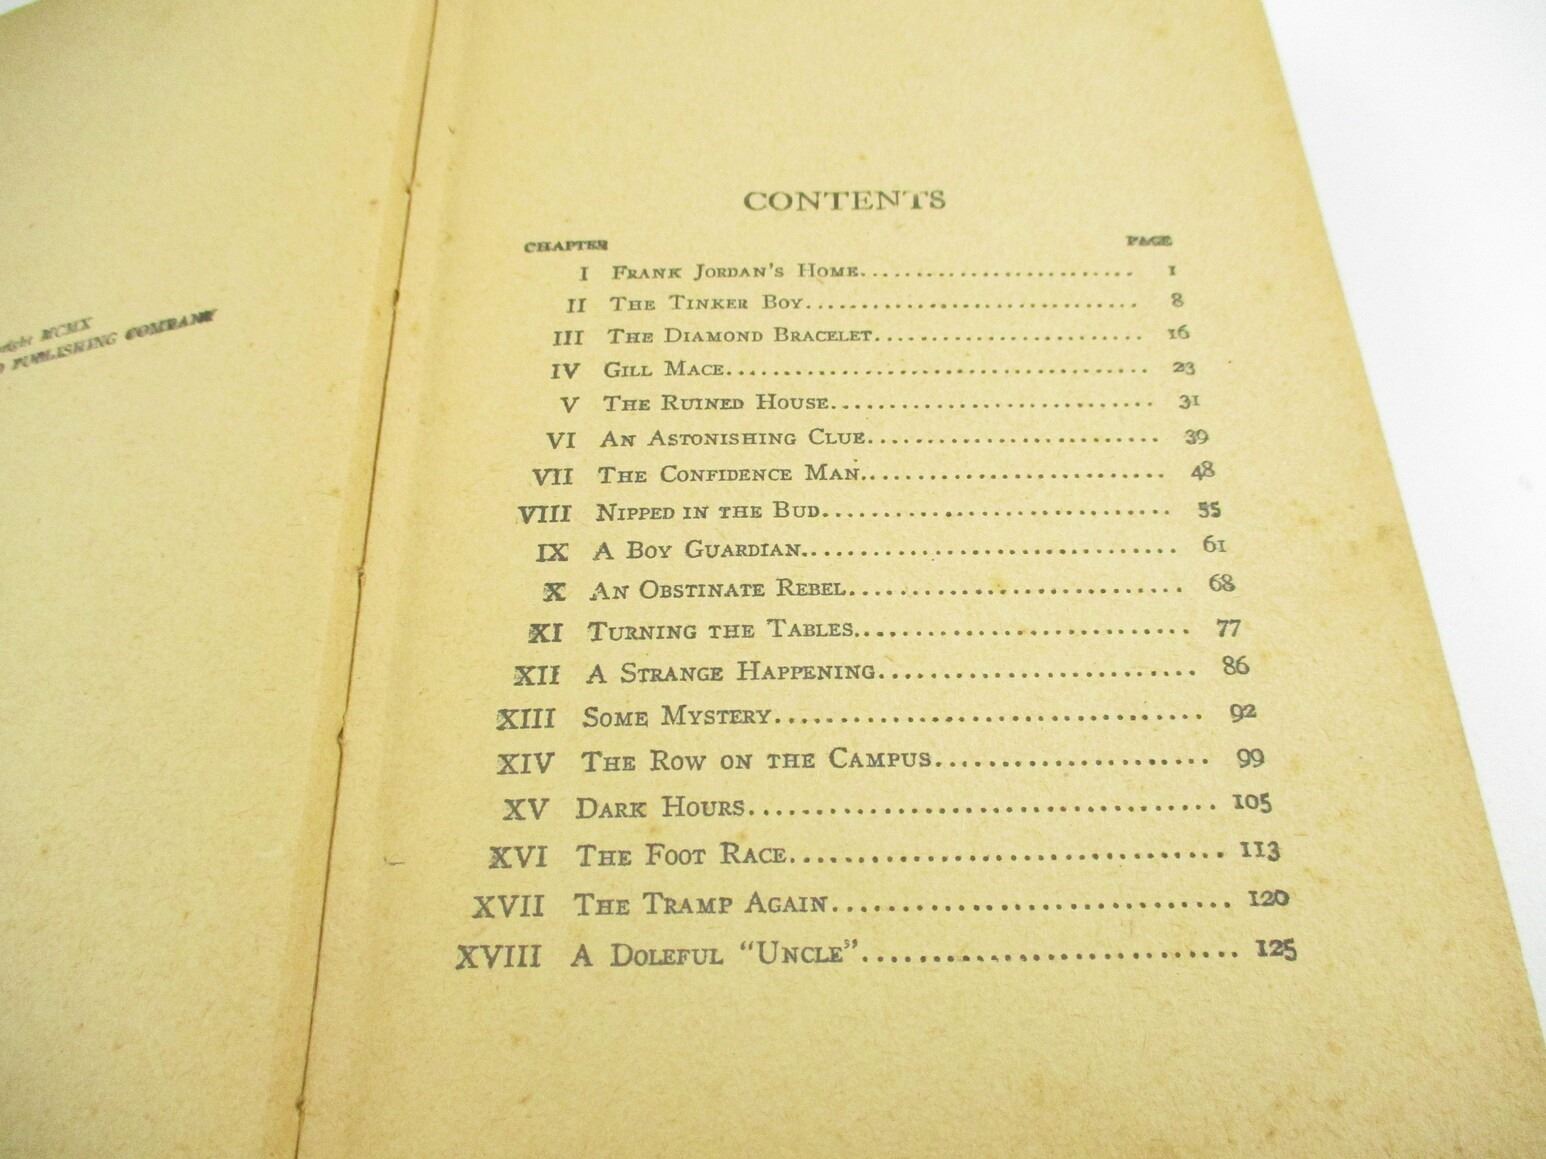 MCMX
PUBLISHING COMPANY
CONTENTS
CHAPTER PAGE
I Frank Jordan's Home.......................... 1
II The Tinker Boy.............................. 8
III The Diamond Bracelet........................ 16
IV Gill Mace..................................... 23
V The Ruined House............................ 31
VI An Astonishing Clue......................... 39
VII The Confidence Man.......................... 48
VIII Nipped in the Bud............................. 55
IX A Boy Guardian............................... 61
X An Obstinate Rebel........................... 68
XI Turning the Tables............................ 77
XII A Strange Happening......................... 86
XIII Some Mystery................................. 92
XIV The Row on the Campus..................... 99
XV Dark Hours.................................... 105
XVI The Foot Race................................. 113
XVII The Tramp Again............................. 120
XVIII A Doleful "Uncle"............................ 125